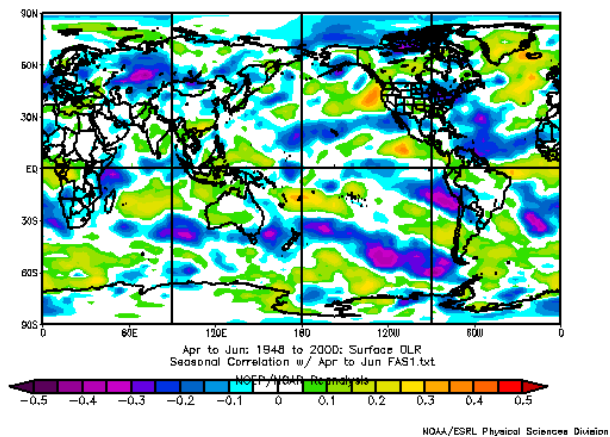 90N
60N
30N
EQ
30S
60S
90S
0 60E 120E 180 120W 60W 0
Apr to Jun: 1948 to 2000: Surface OLR
Seasonal Correlation w/ Apr to Jun FAS1.txt
NCEP/NCAR Reanalysis
-0.5 -0.4 -0.3 -0.2 -0.1 0 0.1 0.2 0.3 0.4 0.5
NOAA/ESRL Physical Sciences Division